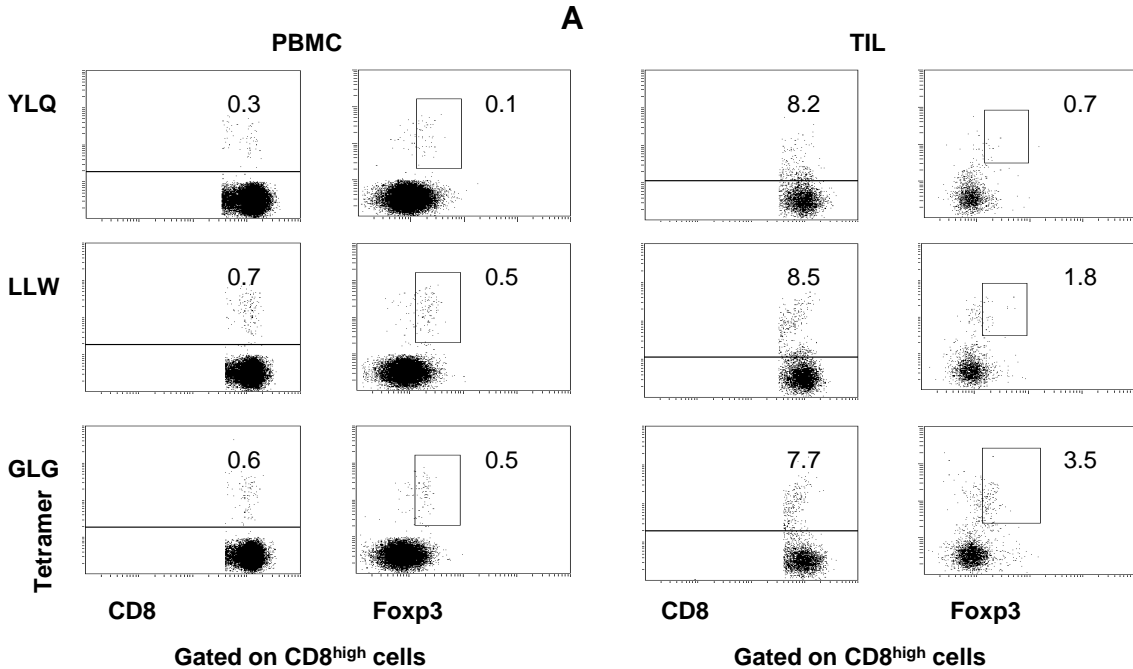 A
PBMC TIL
YLQ 0.3 0.1 8.2 0.7
LLW 0.7 0.5 8.5 1.8
GLG 0.6 0.5 7.7 3.5
Tetramer
CD8 Foxp3 CD8 Foxp3
Gated on CD8high cells Gated on CD8high cells